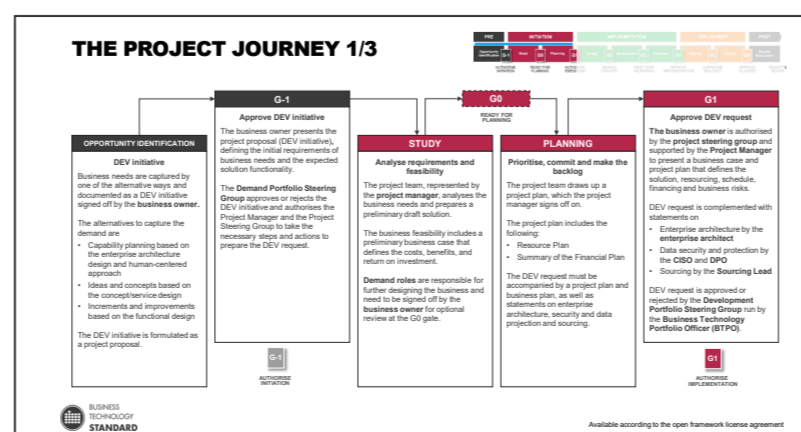 THE PROJECT JOURNEY 1/3
PRE
INITIATION
IMPLEMENTATION
DEPLOYMENT
POST
Opportunity
Identification
G-1
Study
G0
Planning
G1
AUTHORISE
INITIATION
READY FOR
PLANNING
OPPORTUNITY IDENTIFICATION
DEV initiative
Business needs are captured by
one of the alternative ways and
documented as a DEV initiative
signed off by the business owner.
The alternatives to capture the
demand are
• Capability planning based on
the enterprise architecture
design and human-centered
approach
• Ideas and concepts based on
the concept/service design
• Increments and improvements
based on the functional design
The DEV initiative is formulated as
a project proposal.
G-1
Approve DEV initiative
The business owner presents the
project proposal (DEV initiative),
defining the initial requirements of
business needs and the expected
solution functionality.
The Demand Portfolio Steering
Group approves or rejects the
DEV initiative and authorises the
Project Manager and the Project
Steering Group to take the
necessary steps and actions to
prepare the DEV request.
G-1
AUTHORISE
INITIATION
STUDY
Analyse requirements and
feasibility
The project team, represented by
the project manager, analyses the
business needs and prepares a
preliminary draft solution.
The business feasibility includes a
preliminary business case that
defines the costs, benefits, and
return on investment.
Demand roles are responsible for
further designing the business and
need to be signed off by the
business owner for optional
review at the G0 gate.
G0
READY FOR
PLANNING
PLANNING
Prioritise, commit and make the
backlog
The project team draws up a
project plan, which the project
manager signs off on.
The project plan includes the
following:
• Resource Plan
• Summary of the Financial Plan
The DEV request must be
accompanied by a project plan and
business plan, as well as
statements on enterprise
architecture, security and data
projection and sourcing.
G1
Approve DEV request
The business owner is authorised
by the project steering group and
supported by the Project Manager
to present a business case and
project plan that defines the
solution, resourcing, schedule,
financing and business risks.
DEV request is complemented with
statements on
• Enterprise architecture by the
enterprise architect
• Data security and protection by
the CISO and DPO
• Sourcing by the Sourcing Lead
DEV request is approved or
rejected by the Development
Portfolio Steering Group run by
the Business Technology
Portfolio Officer (BTPO).
G1
AUTHORISE
IMPLEMENTATION
BUSINESS
TECHNOLOGY
STANDARD
Available according to the open framework license agreement